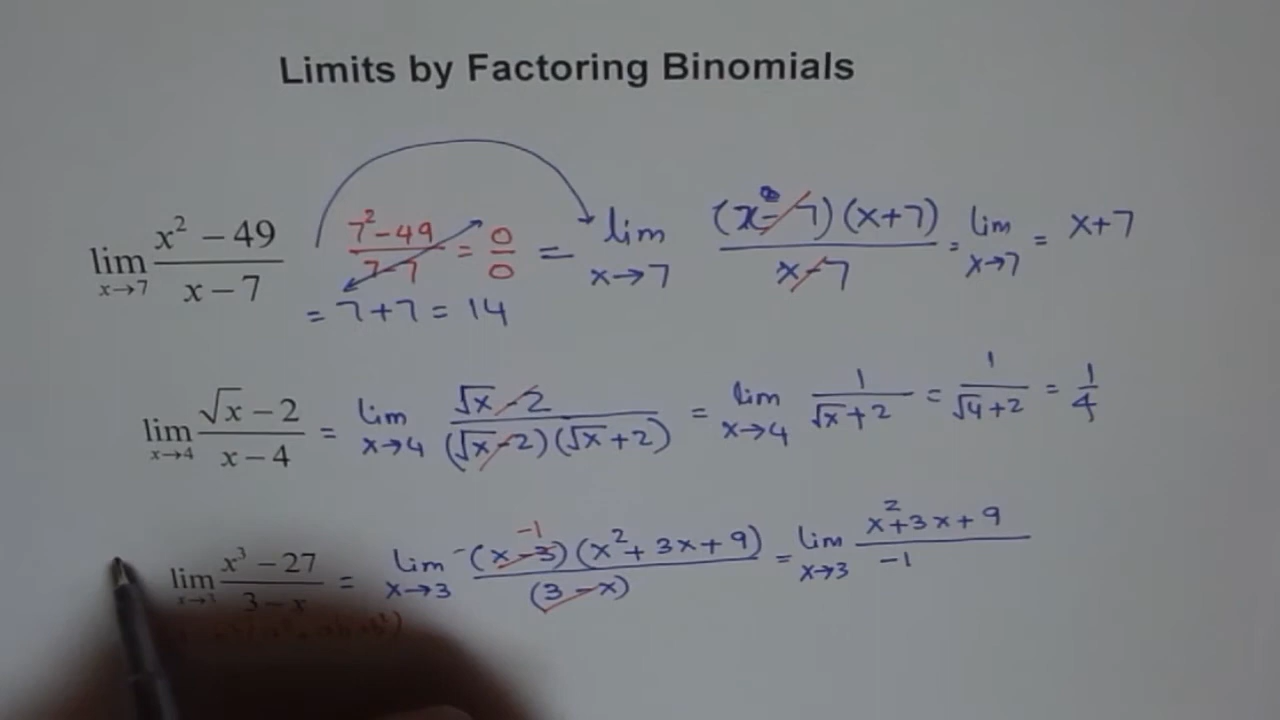 Limits by Factoring Binomials
lim x→7 (x² − 49)/(x − 7) (7² − 49)/(7 − 7) = 0/0 = lim x→7 (x − 7)(x + 7)/(x − 7) = lim x→7 = x + 7
= 7 + 7 = 14
lim x→4 (√x − 2)/(x − 4) = lim x→4 (√x − 2)/((√x − 2)(√x + 2)) = lim x→4 1/(√x + 2) = 1/(√4 + 2) = 1/4
lim x→3 (x³ − 27)/(3 − x) = lim x→3 −(x − 3)(x² + 3x + 9)/(3 − x) −1 = lim x→3 (x² + 3x + 9)/−1